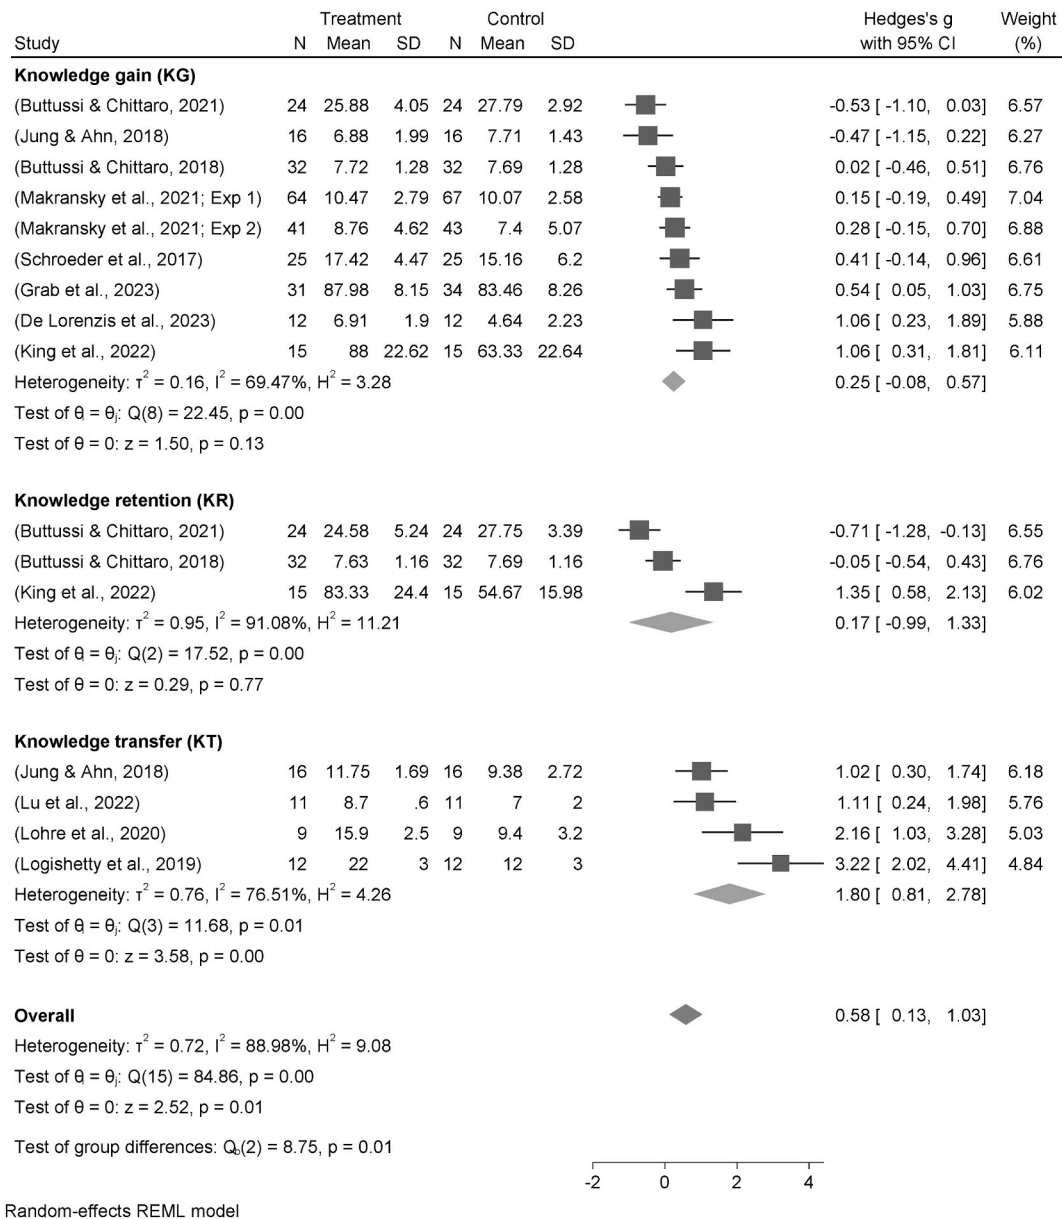 Treatment Control Hedges's g Weight
Study N Mean SD N Mean SD with 95% CI (%)
Knowledge gain (KG)
(Buttussi & Chittaro, 2021) 24 25.88 4.05 24 27.79 2.92 -0.53 [ -1.10, 0.03] 6.57
(Jung & Ahn, 2018) 16 6.88 1.99 16 7.71 1.43 -0.47 [ -1.15, 0.22] 6.27
(Buttussi & Chittaro, 2018) 32 7.72 1.28 32 7.69 1.28 0.02 [ -0.46, 0.51] 6.76
(Makransky et al., 2021; Exp 1) 64 10.47 2.79 67 10.07 2.58 0.15 [ -0.19, 0.49] 7.04
(Makransky et al., 2021; Exp 2) 41 8.76 4.62 43 7.4 5.07 0.28 [ -0.15, 0.70] 6.88
(Schroeder et al., 2017) 25 17.42 4.47 25 15.16 6.2 0.41 [ -0.14, 0.96] 6.61
(Grab et al., 2023) 31 87.98 8.15 34 83.46 8.26 0.54 [ 0.05, 1.03] 6.75
(De Lorenzis et al., 2023) 12 6.91 1.9 12 4.64 2.23 1.06 [ 0.23, 1.89] 5.88
(King et al., 2022) 15 88 22.62 15 63.33 22.64 1.06 [ 0.31, 1.81] 6.11
Heterogeneity: τ² = 0.16, I² = 69.47%, H² = 3.28 0.25 [ -0.08, 0.57]
Test of θᵢ = θⱼ: Q(8) = 22.45, p = 0.00
Test of θ = 0: z = 1.50, p = 0.13
Knowledge retention (KR)
(Buttussi & Chittaro, 2021) 24 24.58 5.24 24 27.75 3.39 -0.71 [ -1.28, -0.13] 6.55
(Buttussi & Chittaro, 2018) 32 7.63 1.16 32 7.69 1.16 -0.05 [ -0.54, 0.43] 6.76
(King et al., 2022) 15 83.33 24.4 15 54.67 15.98 1.35 [ 0.58, 2.13] 6.02
Heterogeneity: τ² = 0.95, I² = 91.08%, H² = 11.21 0.17 [ -0.99, 1.33]
Test of θᵢ = θⱼ: Q(2) = 17.52, p = 0.00
Test of θ = 0: z = 0.29, p = 0.77
Knowledge transfer (KT)
(Jung & Ahn, 2018) 16 11.75 1.69 16 9.38 2.72 1.02 [ 0.30, 1.74] 6.18
(Lu et al., 2022) 11 8.7 .6 11 7 2 1.11 [ 0.24, 1.98] 5.76
(Lohre et al., 2020) 9 15.9 2.5 9 9.4 3.2 2.16 [ 1.03, 3.28] 5.03
(Logishetty et al., 2019) 12 22 3 12 12 3 3.22 [ 2.02, 4.41] 4.84
Heterogeneity: τ² = 0.76, I² = 76.51%, H² = 4.26 1.80 [ 0.81, 2.78]
Test of θᵢ = θⱼ: Q(3) = 11.68, p = 0.01
Test of θ = 0: z = 3.58, p = 0.00
Overall 0.58 [ 0.13, 1.03]
Heterogeneity: τ² = 0.72, I² = 88.98%, H² = 9.08
Test of θᵢ = θⱼ: Q(15) = 84.86, p = 0.00
Test of θ = 0: z = 2.52, p = 0.01
Test of group differences: Q_b(2) = 8.75, p = 0.01
-2 0 2 4
Random-effects REML model